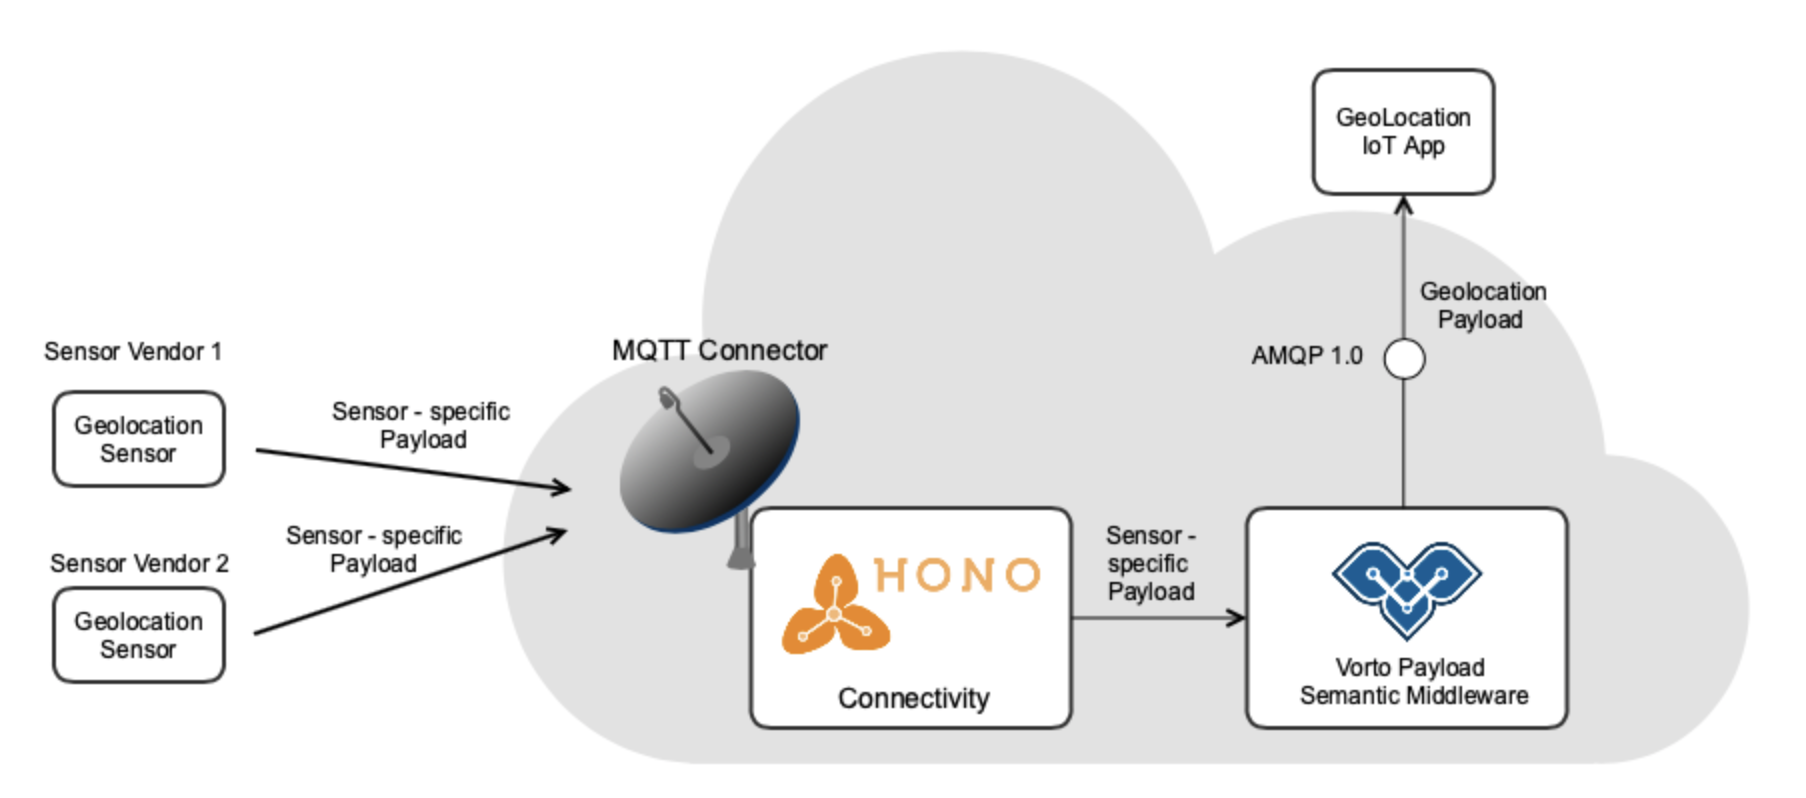 GeoLocation
IoT App
Geolocation
Payload
AMQP 1.0
Sensor Vendor 1
MQTT Connector
Geolocation
Sensor
Sensor - specific
Payload
Sensor - specific
Payload
Sensor Vendor 2
Geolocation
Sensor
HONO
Connectivity
Sensor -
specific
Payload
Vorto Payload
Semantic Middleware